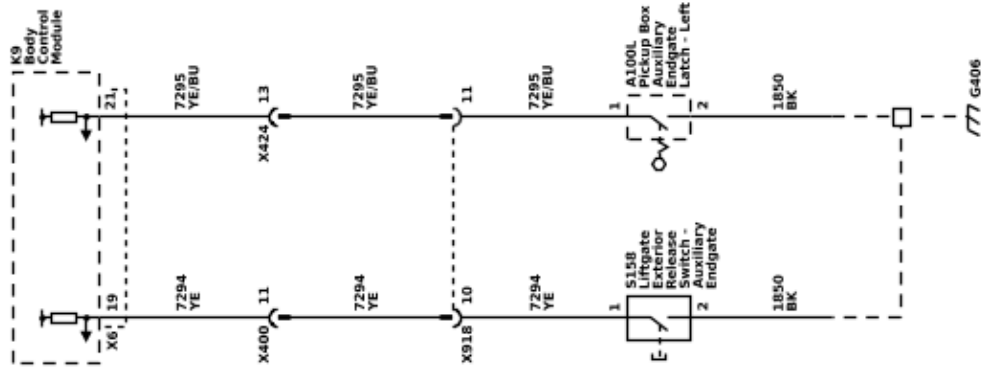 K9
Body
Control
Module
21
7295
YE/BU
13
X424
7295
YE/BU
11
7295
YE/BU
1
A100L
Pickup Box
Auxiliary
Endgate
Latch - Left
2
1850
BK
G406
X6
19
7294
YE
11
X400
7294
YE
10
X918
7294
YE
1
S158
Liftgate
Exterior
Release
Switch -
Auxiliary
Endgate
2
1850
BK